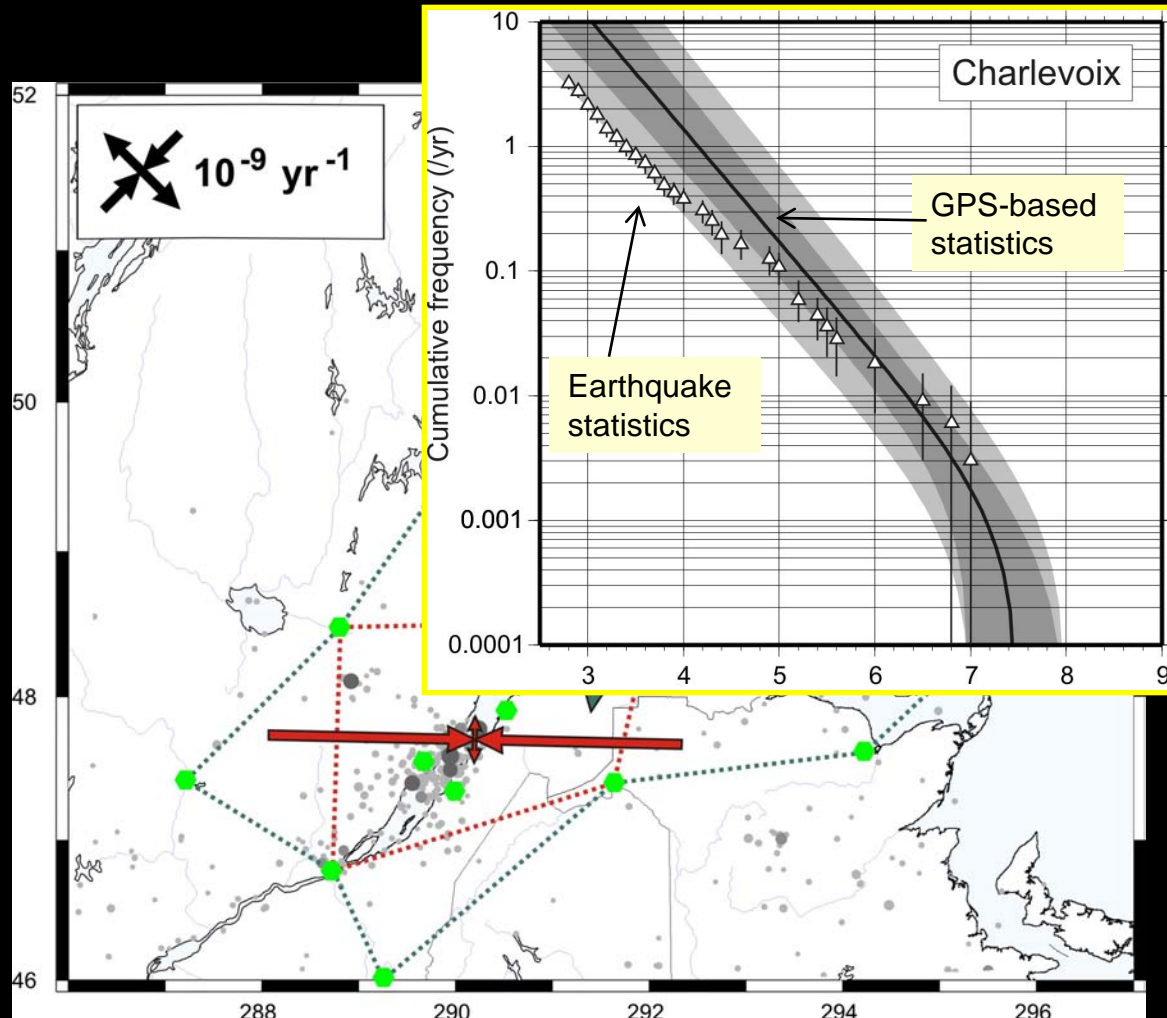 10
1
0.1
0.01
0.001
0.0001
Cumulative frequency (/yr)
Charlevoix
GPS-based
statistics
Earthquake
statistics
3 4 5 6 7 8 9
10⁻⁹ yr⁻¹
52
50
48
46
288 290 292 294 296